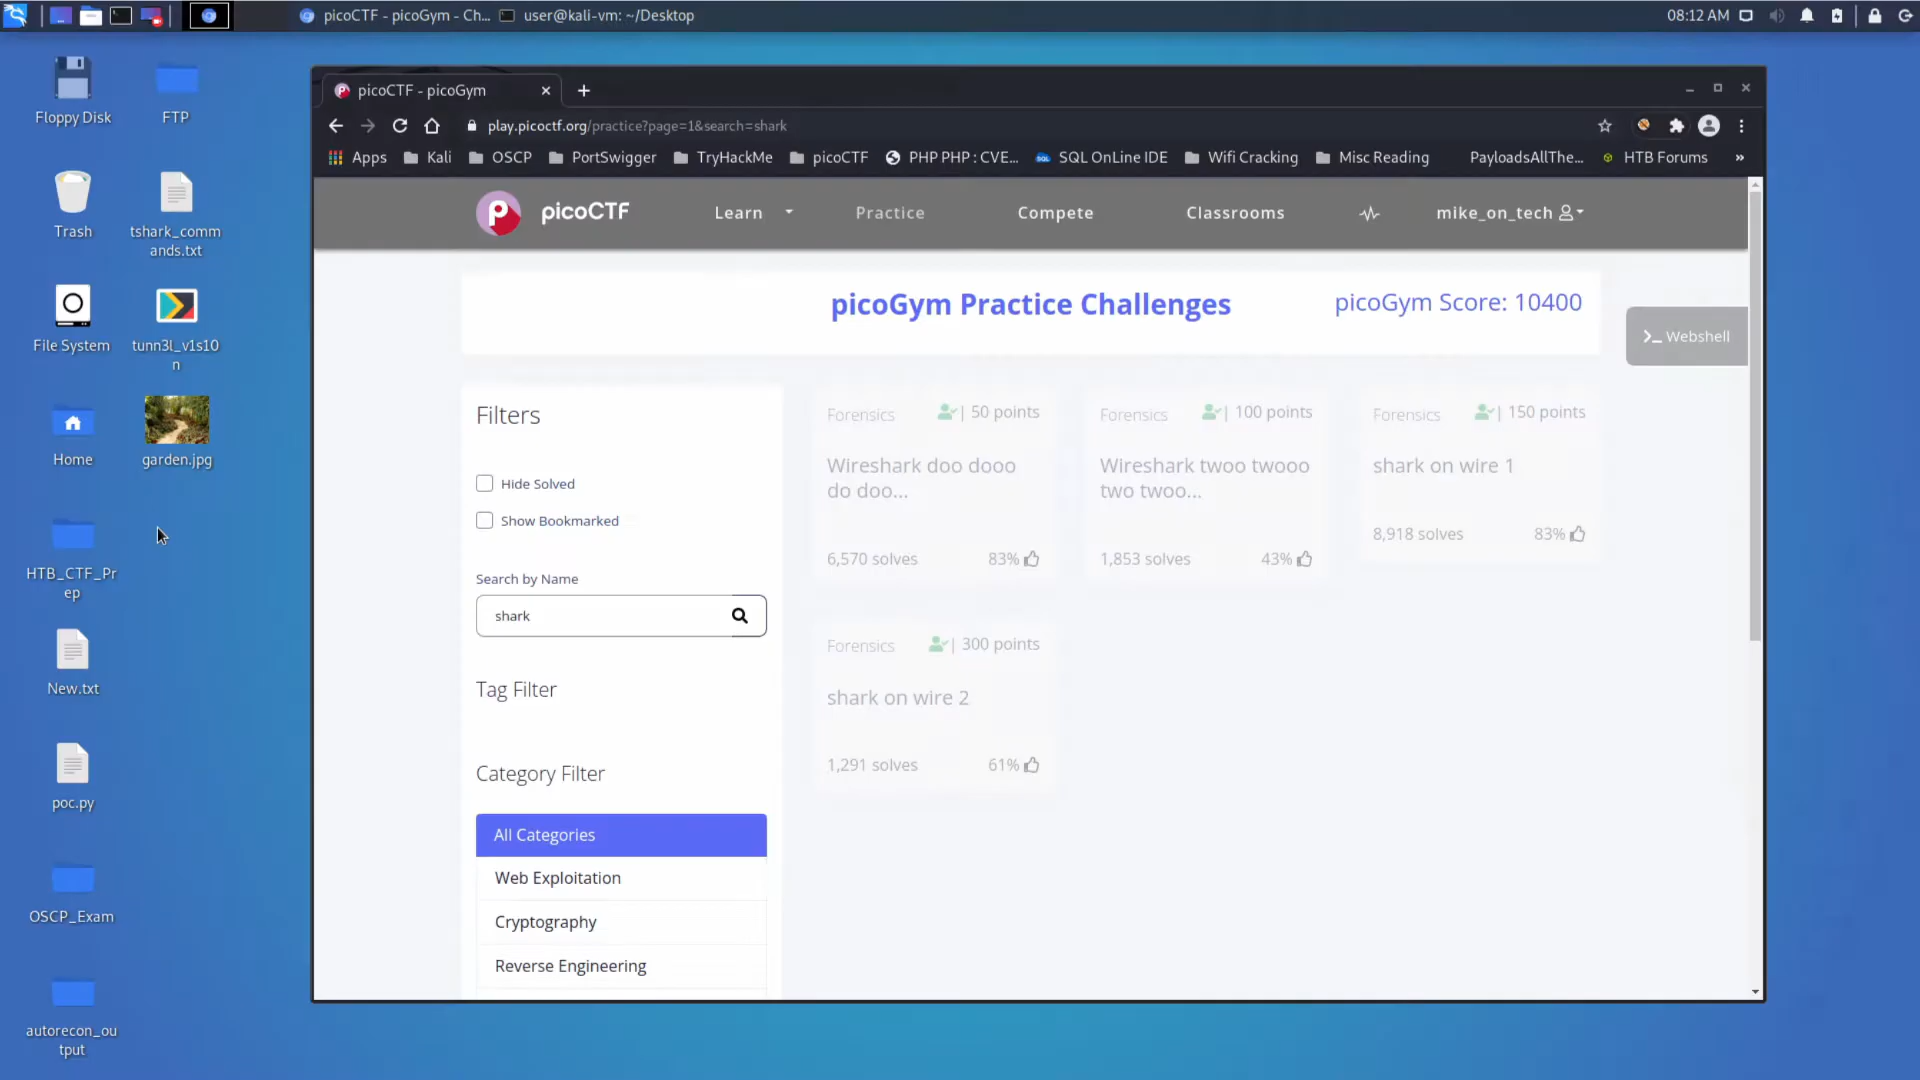 picoCTF - picoGym - Ch...
user@kali-vm: ~/Desktop
08:12 AM
Floppy Disk
FTP
Trash
tshark_comm
ands.txt
File System
tunn3l_v1s10
n
Home
garden.jpg
HTB_CTF_Pr
ep
New.txt
poc.py
OSCP_Exam
autorecon_ou
tput
picoCTF - picoGym
play.picoctf.org/practice?page=1&search=shark
Apps
Kali
OSCP
PortSwigger
TryHackMe
picoCTF
PHP PHP : CVE...
SQL OnLine IDE
Wifi Cracking
Misc Reading
PayloadsAllThe...
HTB Forums
»
picoCTF
Learn
Practice
Compete
Classrooms
mike_on_tech
picoGym Practice Challenges
picoGym Score: 10400
>_ Webshell
Filters
Hide Solved
Show Bookmarked
Search by Name
shark
Tag Filter
Category Filter
All Categories
Web Exploitation
Cryptography
Reverse Engineering
Forensics | 50 points
Wireshark doo dooo
do doo...
6,570 solves 83%
Forensics | 100 points
Wireshark twoo twooo
two twoo...
1,853 solves 43%
Forensics | 150 points
shark on wire 1
8,918 solves 83%
Forensics | 300 points
shark on wire 2
1,291 solves 61%